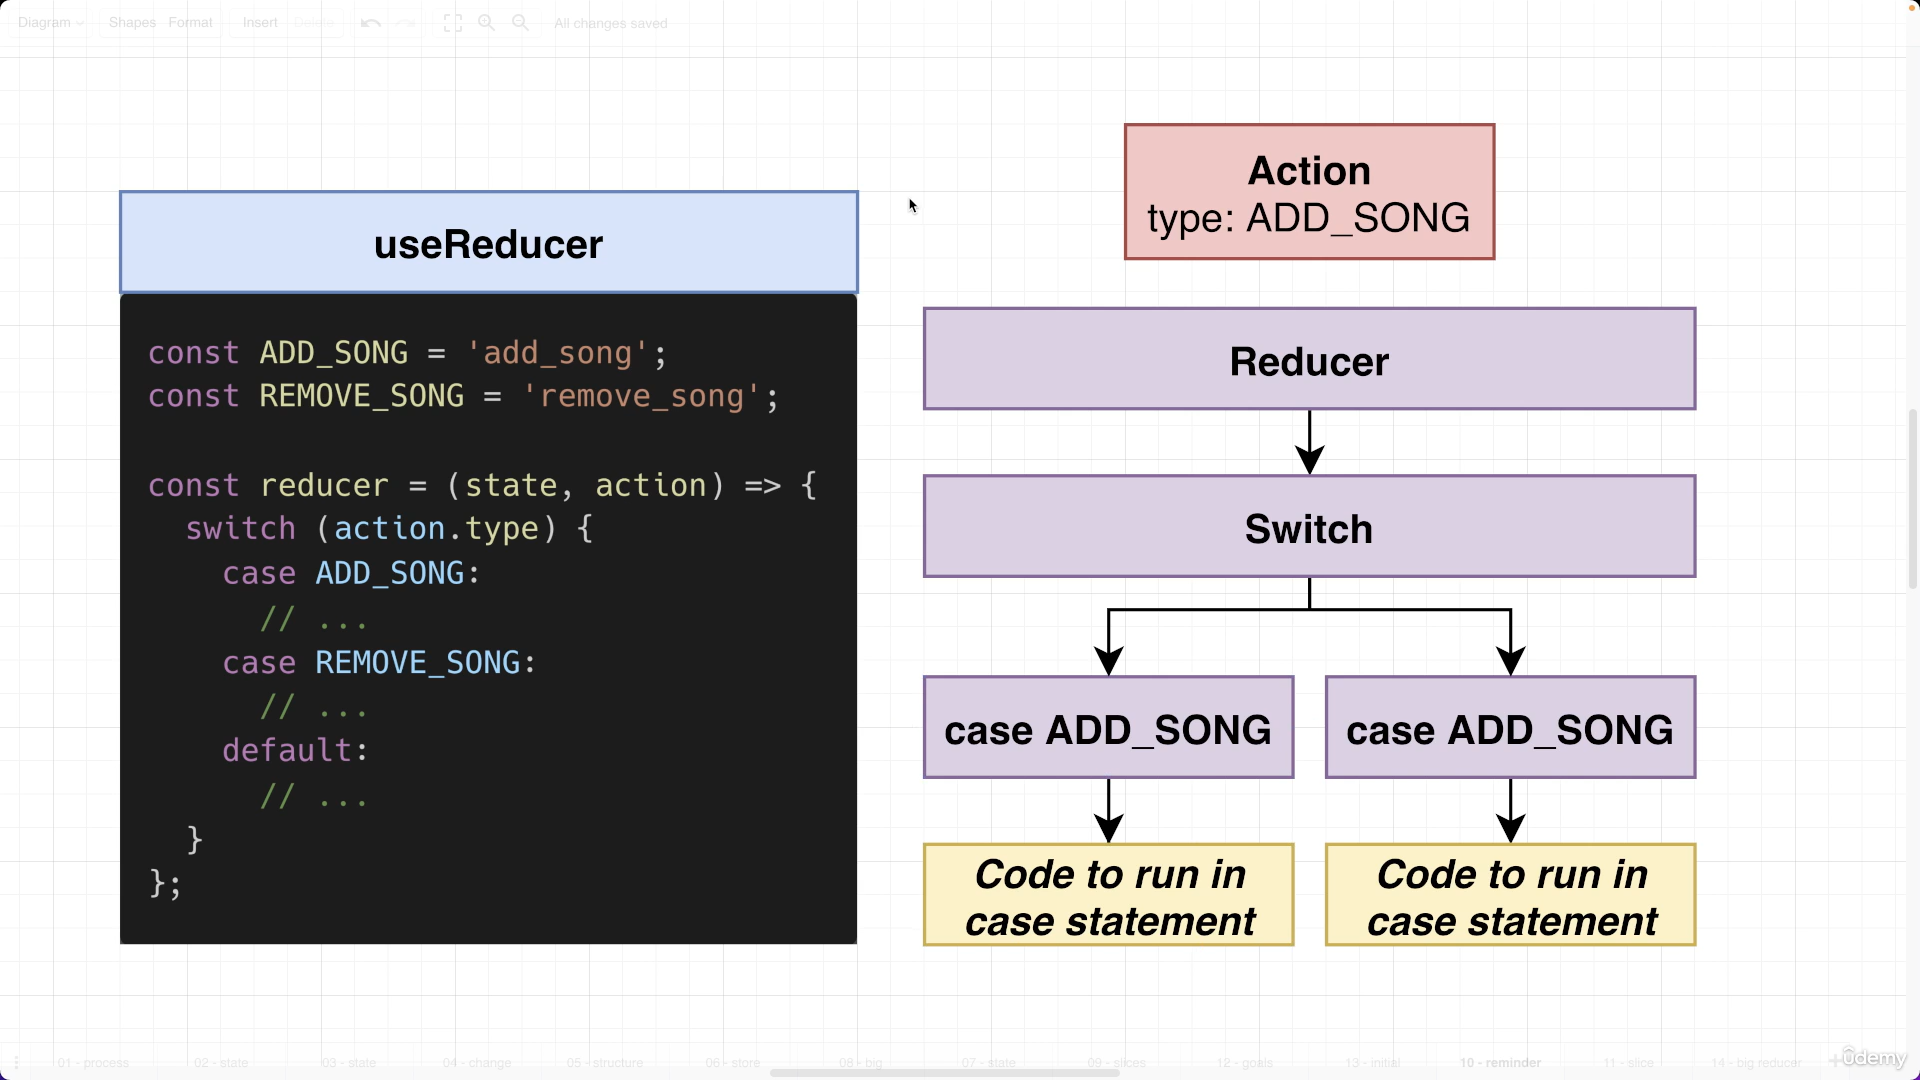 Diagram
Shapes
Format
Insert
Delete
All changes saved
useReducer
const ADD_SONG = 'add_song';
const REMOVE_SONG = 'remove_song';
const reducer = (state, action) => {
switch (action.type) {
case ADD_SONG:
// ...
case REMOVE_SONG:
// ...
default:
// ...
}
};
Action
type: ADD_SONG
Reducer
Switch
case ADD_SONG
case ADD_SONG
Code to run in
case statement
Code to run in
case statement
01 - process
02 - state
03 - state
04 - change
05 - structure
06 - store
08 - big
07 - state
09 - slices
12 - goals
13 - initial
10 - reminder
11 - slice
14 - big reducer
ûdemy